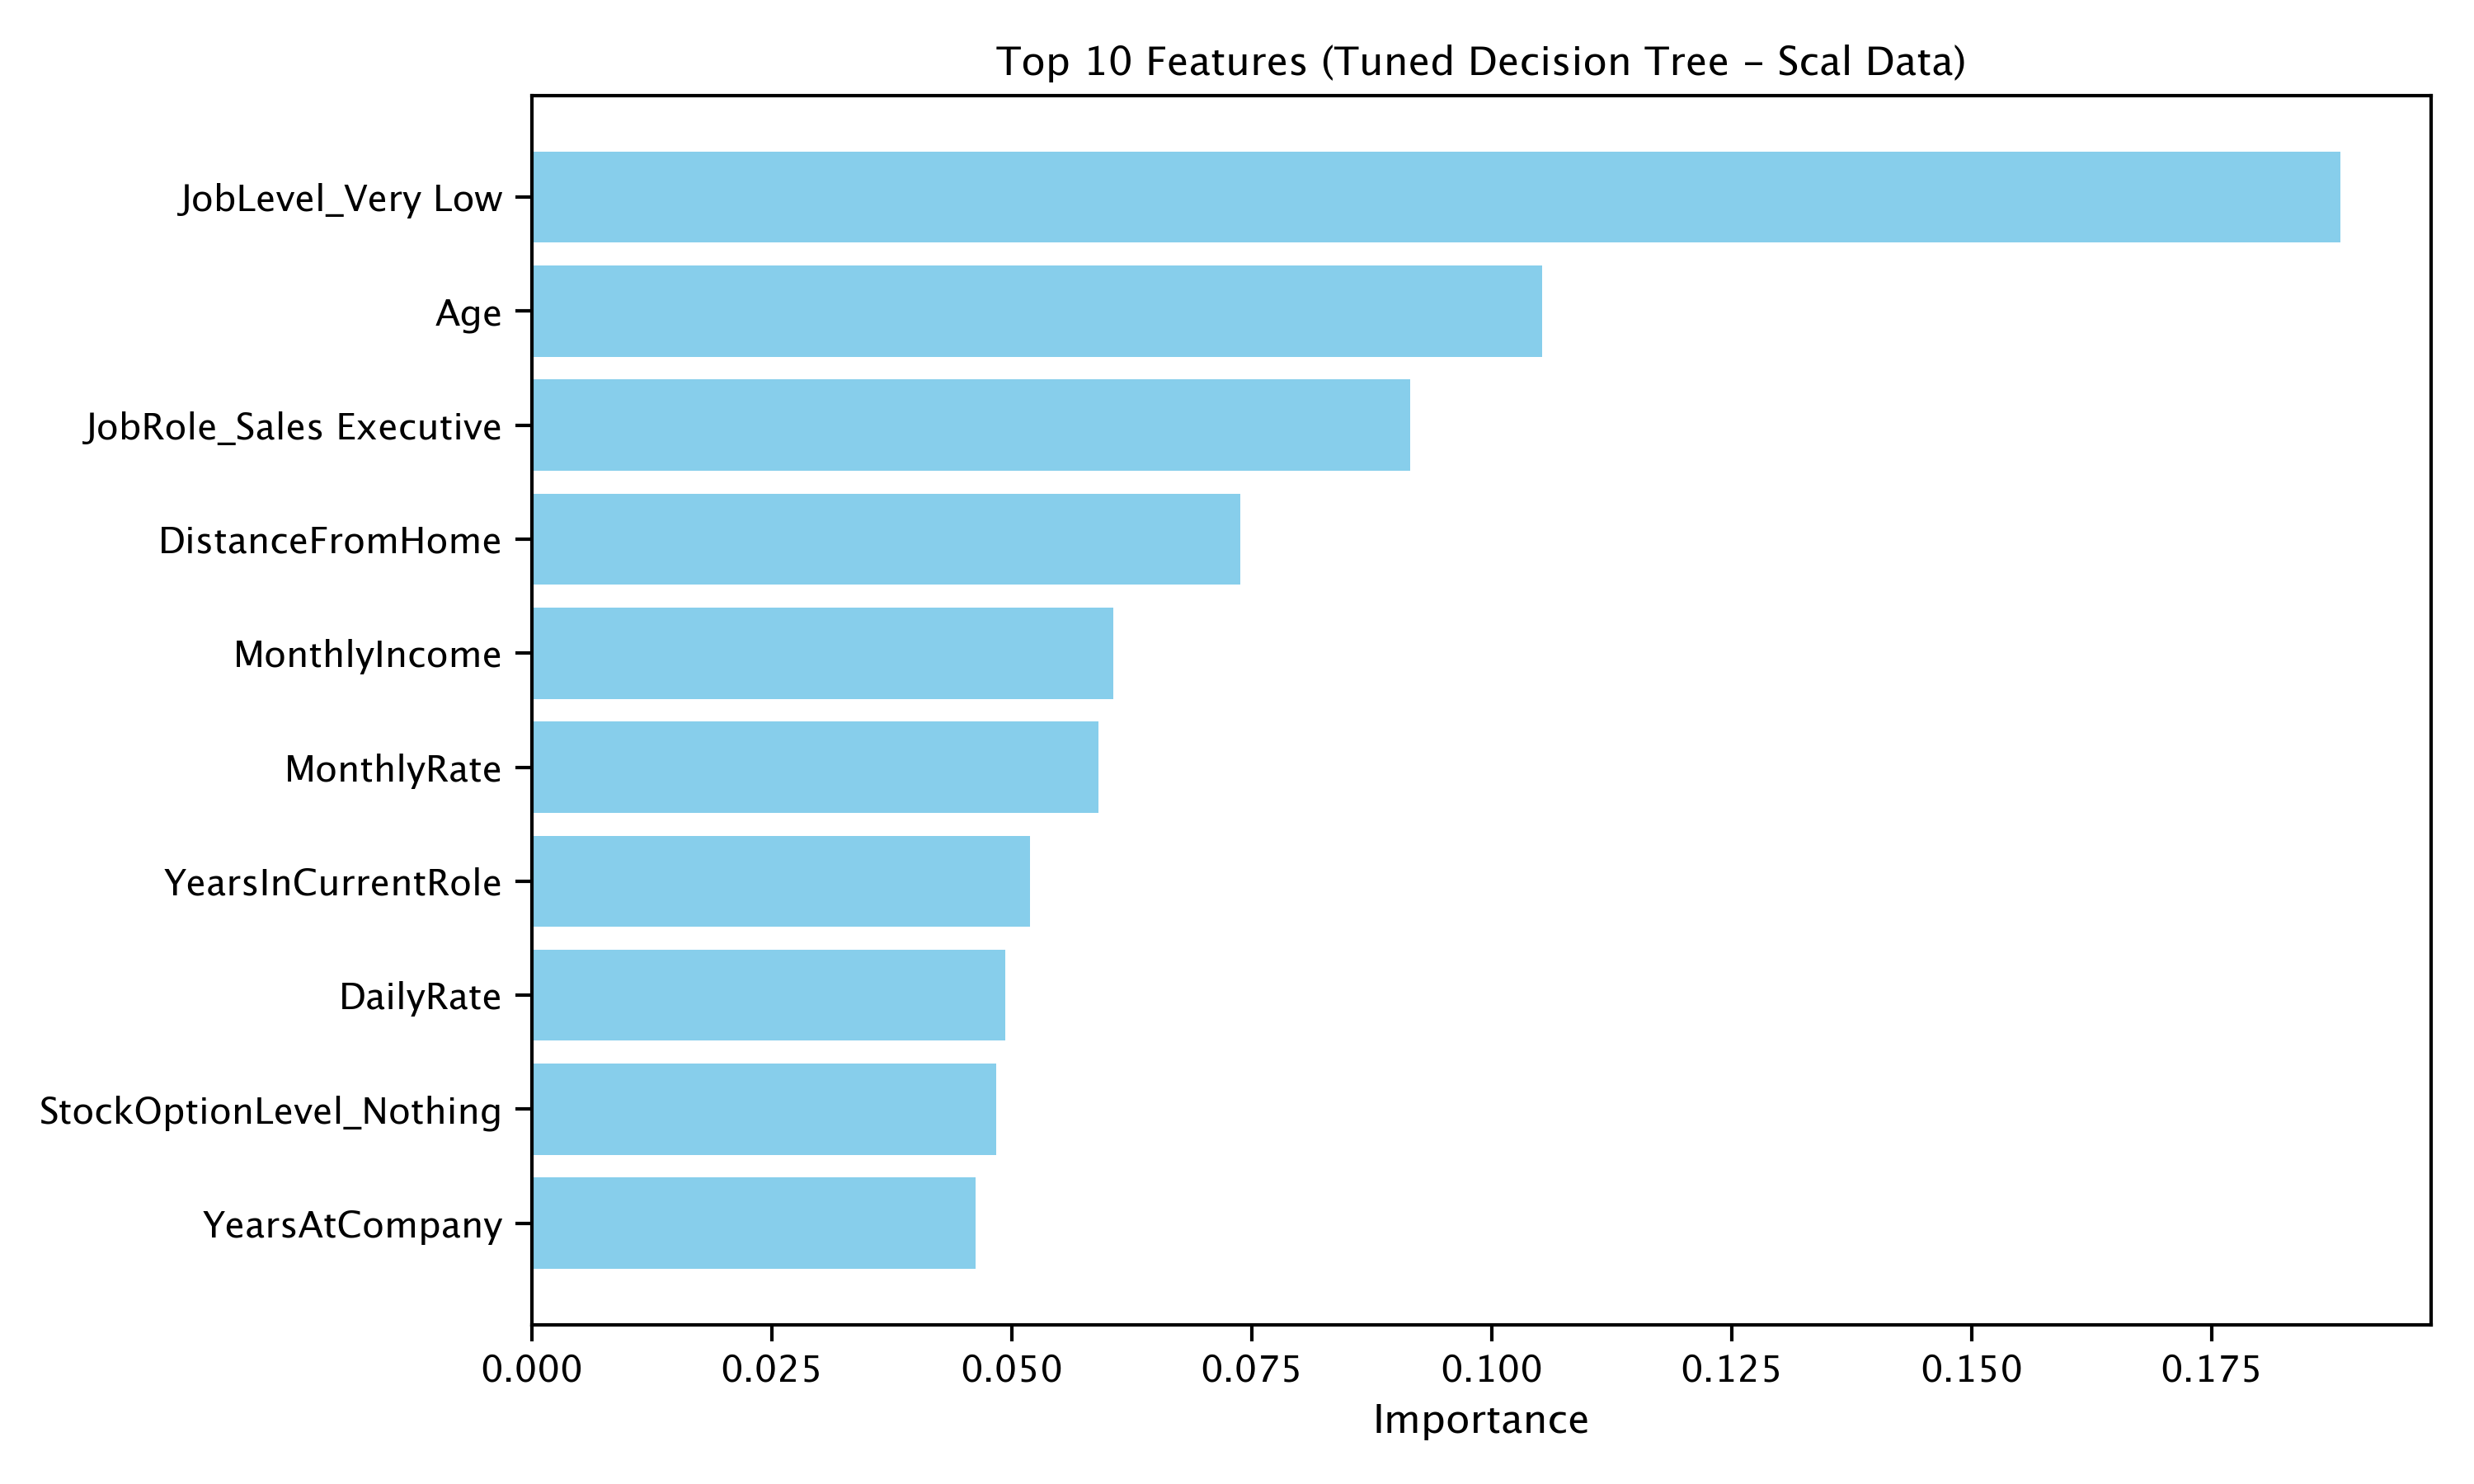 Top 10 Features (Tuned Decision Tree – Scal Data)
JobLevel_Very Low
Age
JobRole_Sales Executive
DistanceFromHome
MonthlyIncome
MonthlyRate
YearsInCurrentRole
DailyRate
StockOptionLevel_Nothing
YearsAtCompany
0.000 0.025 0.050 0.075 0.100 0.125 0.150 0.175
Importance